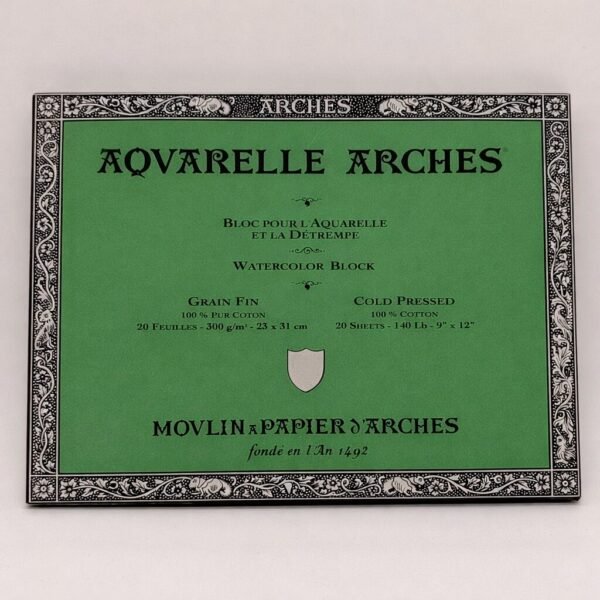 ARCHES
AQVARELLE ARCHES®
BLOC POUR L'AQUARELLE
ET LA DÉTREMPE
WATERCOLOR BLOCK
GRAIN FIN
100 % PUR COTON
20 FEUILLES - 300 g/m² - 23 x 31 cm
COLD PRESSED
100 % COTTON
20 SHEETS - 140 Lb - 9" x 12"
MOVLIN A PAPIER d'ARCHES
fondé en l'An 1492